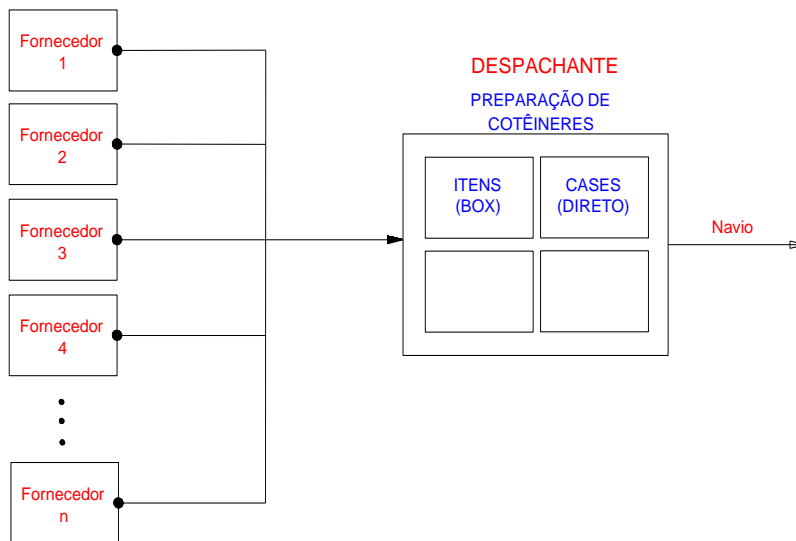 Fornecedor
1
Fornecedor
2
Fornecedor
3
Fornecedor
4
Fornecedor
n
DESPACHANTE
PREPARAÇÃO DE
COTÊINERES
ITENS
(BOX)
CASES
(DIRETO)
Navio